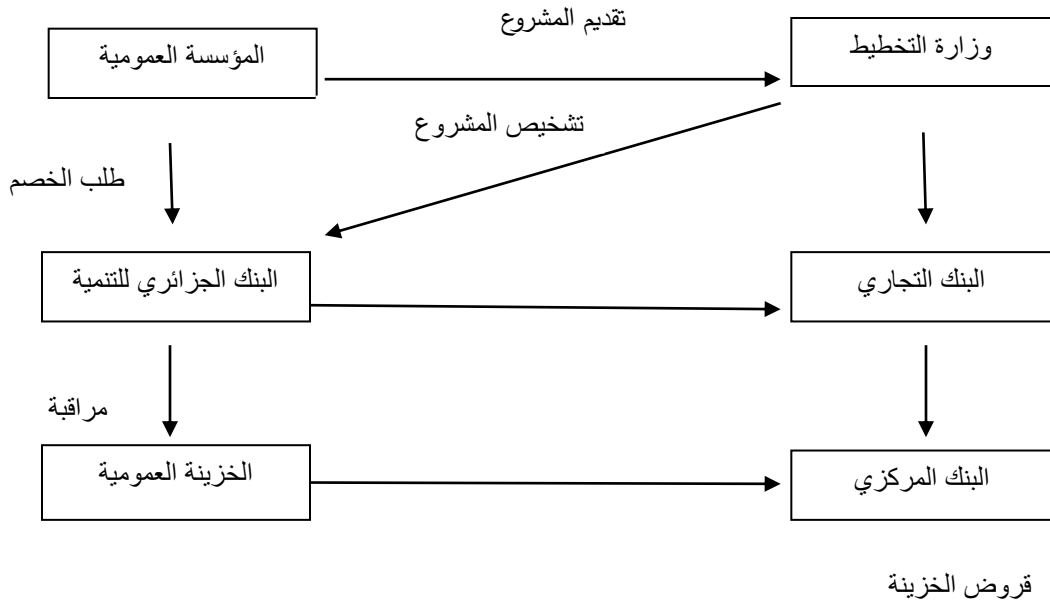 تقديم المشروع
وزارة التخطيط
المؤسسة العمومية
تشخيص المشروع
طلب الخصم
البنك التجاري
البنك الجزائري للتنمية
مراقبة
البنك المركزي
الخزينة العمومية
قروض الخزينة